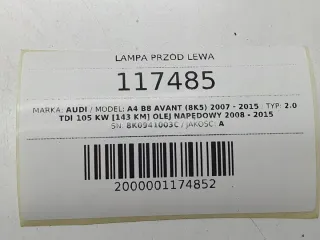 LAMPA PRZÓD LEWA
117485
MARKA: AUDI / MODEL: A4 B8 AVANT (8K5) 2007 - 2015 / TYP: 2.0
TDI 105 KW [143 KM] OLEJ NAPĘDOWY 2008 - 2015
SN: 8K0941003C / JAKOŚĆ: A
2000001174852